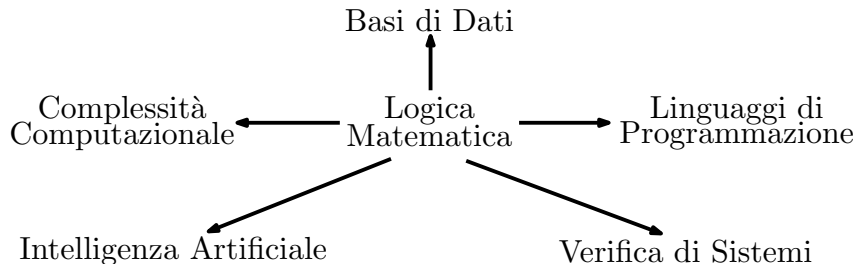 Basi di Dati
Complessità
Computazionale
Logica
Matematica
Linguaggi di
Programmazione
Intelligenza Artificiale
Verifica di Sistemi